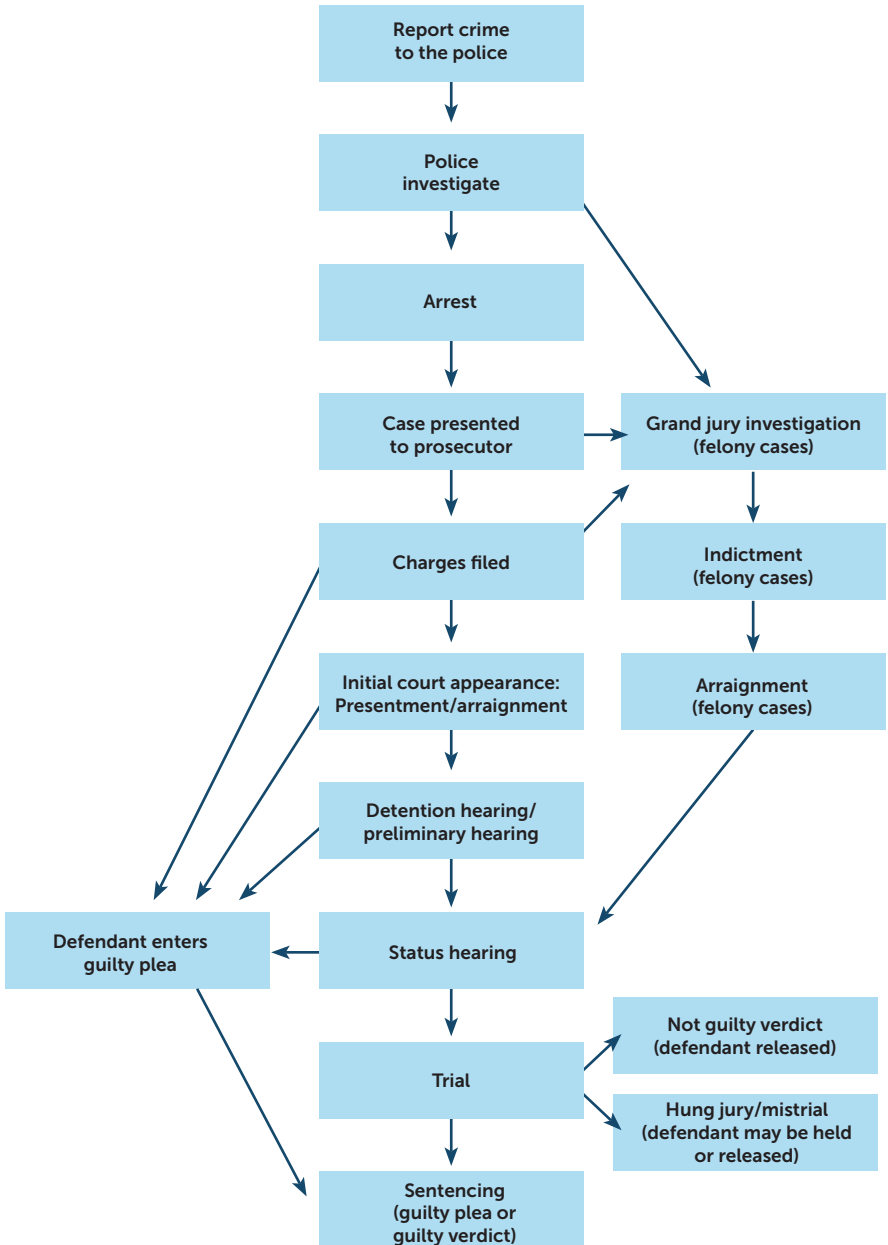 Report crime
to the police
Police
investigate
Arrest
Case presented
to prosecutor
Grand jury investigation
(felony cases)
Charges filed
Indictment
(felony cases)
Initial court appearance:
Presentment/arraignment
Arraignment
(felony cases)
Detention hearing/
preliminary hearing
Defendant enters
guilty plea
Status hearing
Not guilty verdict
(defendant released)
Trial
Hung jury/mistrial
(defendant may be held
or released)
Sentencing
(guilty plea or
guilty verdict)